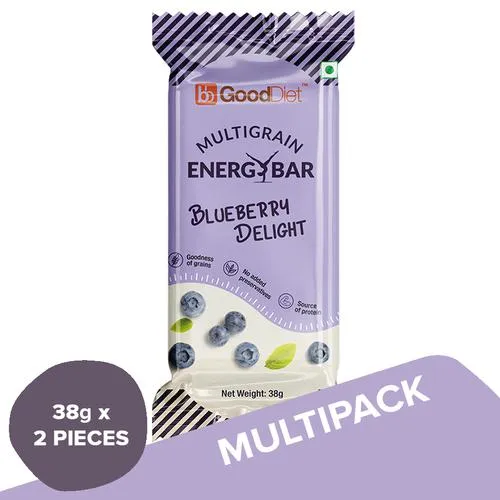 bb GoodDiet™
MULTIGRAIN
ENERGY BAR
BLUEBERRY
DELIGHT
Goodness
of grains
No added
preservatives
Source
of protein
Net Weight: 38g
38g x
2 PIECES
MULTIPACK